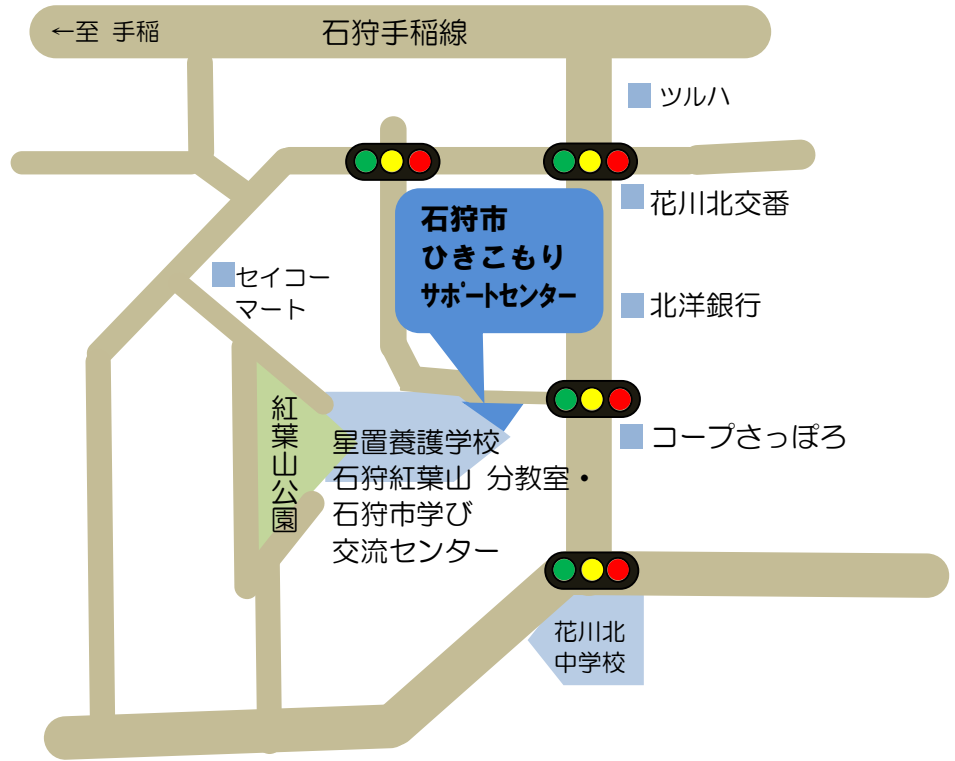 ←至 手稲
石狩手稲線
ツルハ
花川北交番
石狩市
ひきこもり
サポートセンター
セイコー
マート
北洋銀行
紅葉山公園
コープさっぽろ
星置養護学校
石狩紅葉山 分教室・
石狩市学び
交流センター
花川北
中学校